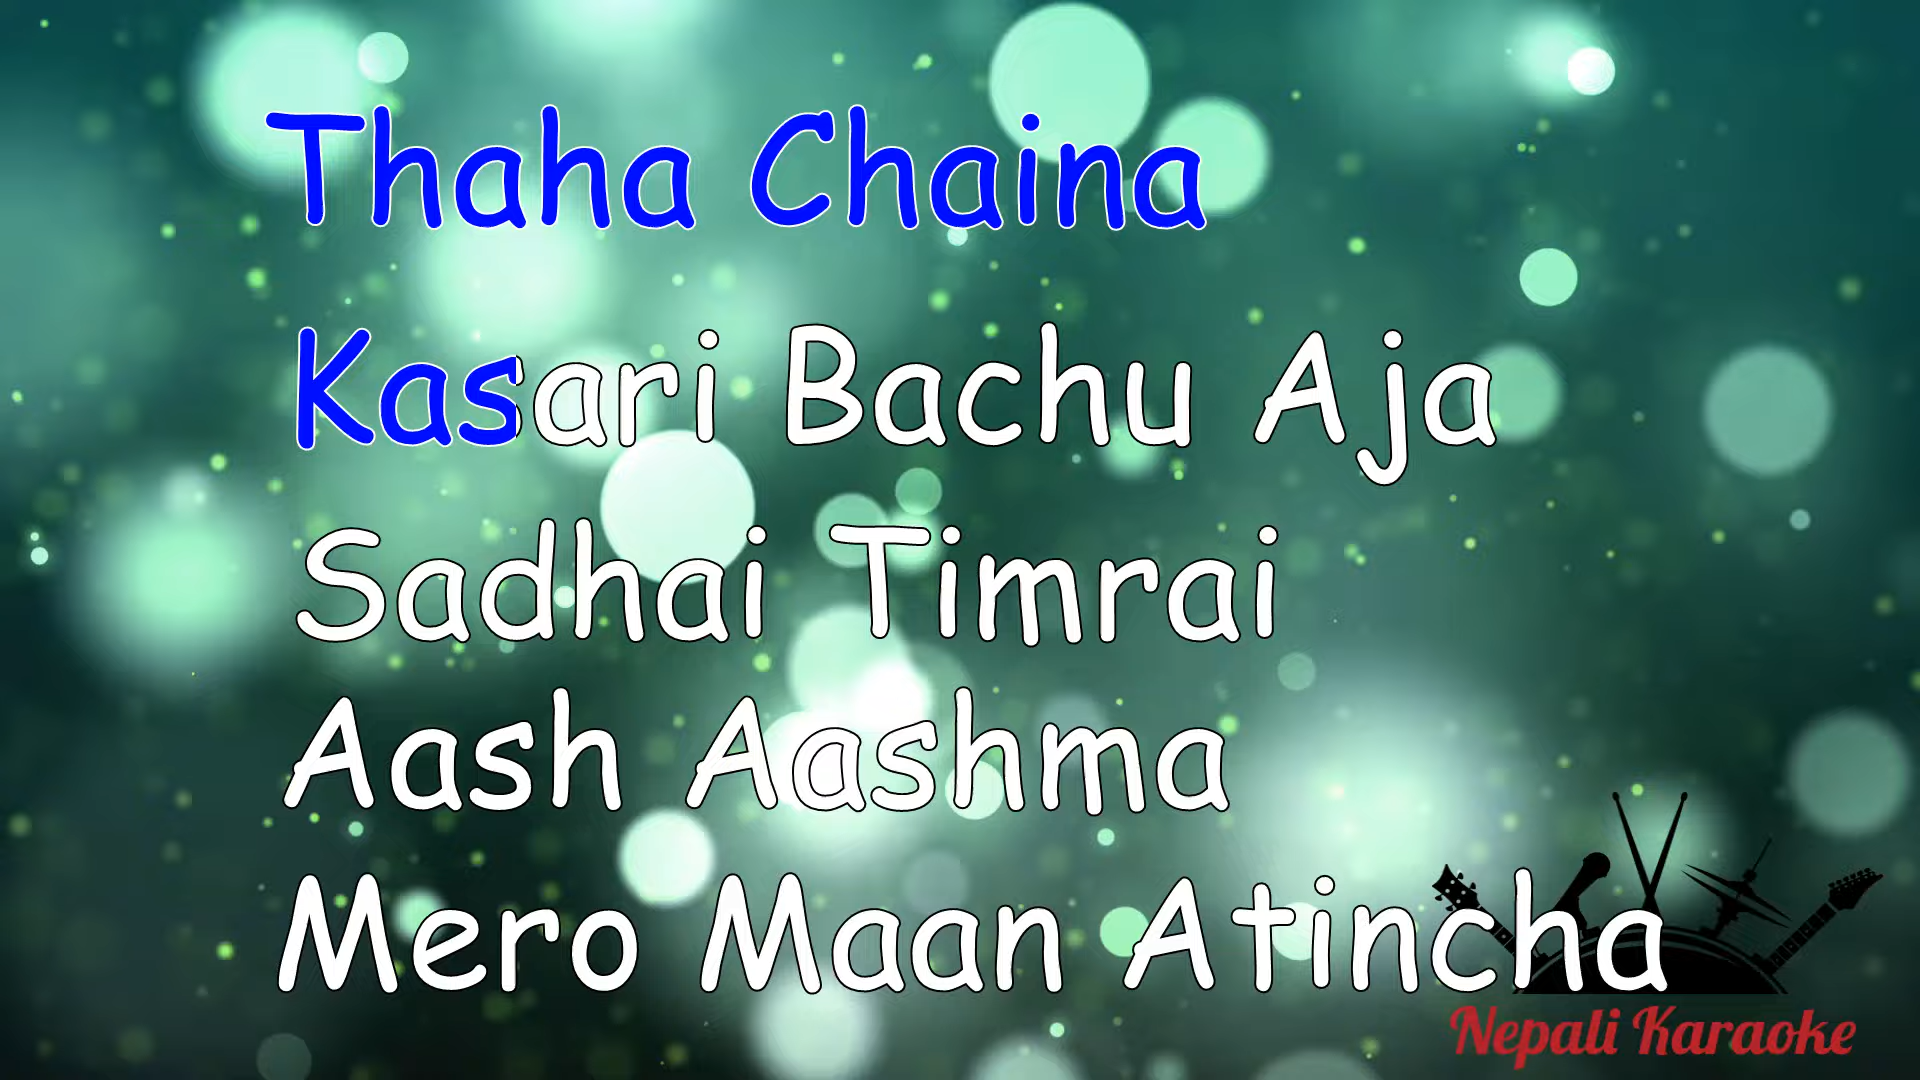 Thaha Chaina
Kasari Bachu Aja
Sadhai Timrai
Aash Aashma
Mero Maan Atincha
Nepali Karaoke